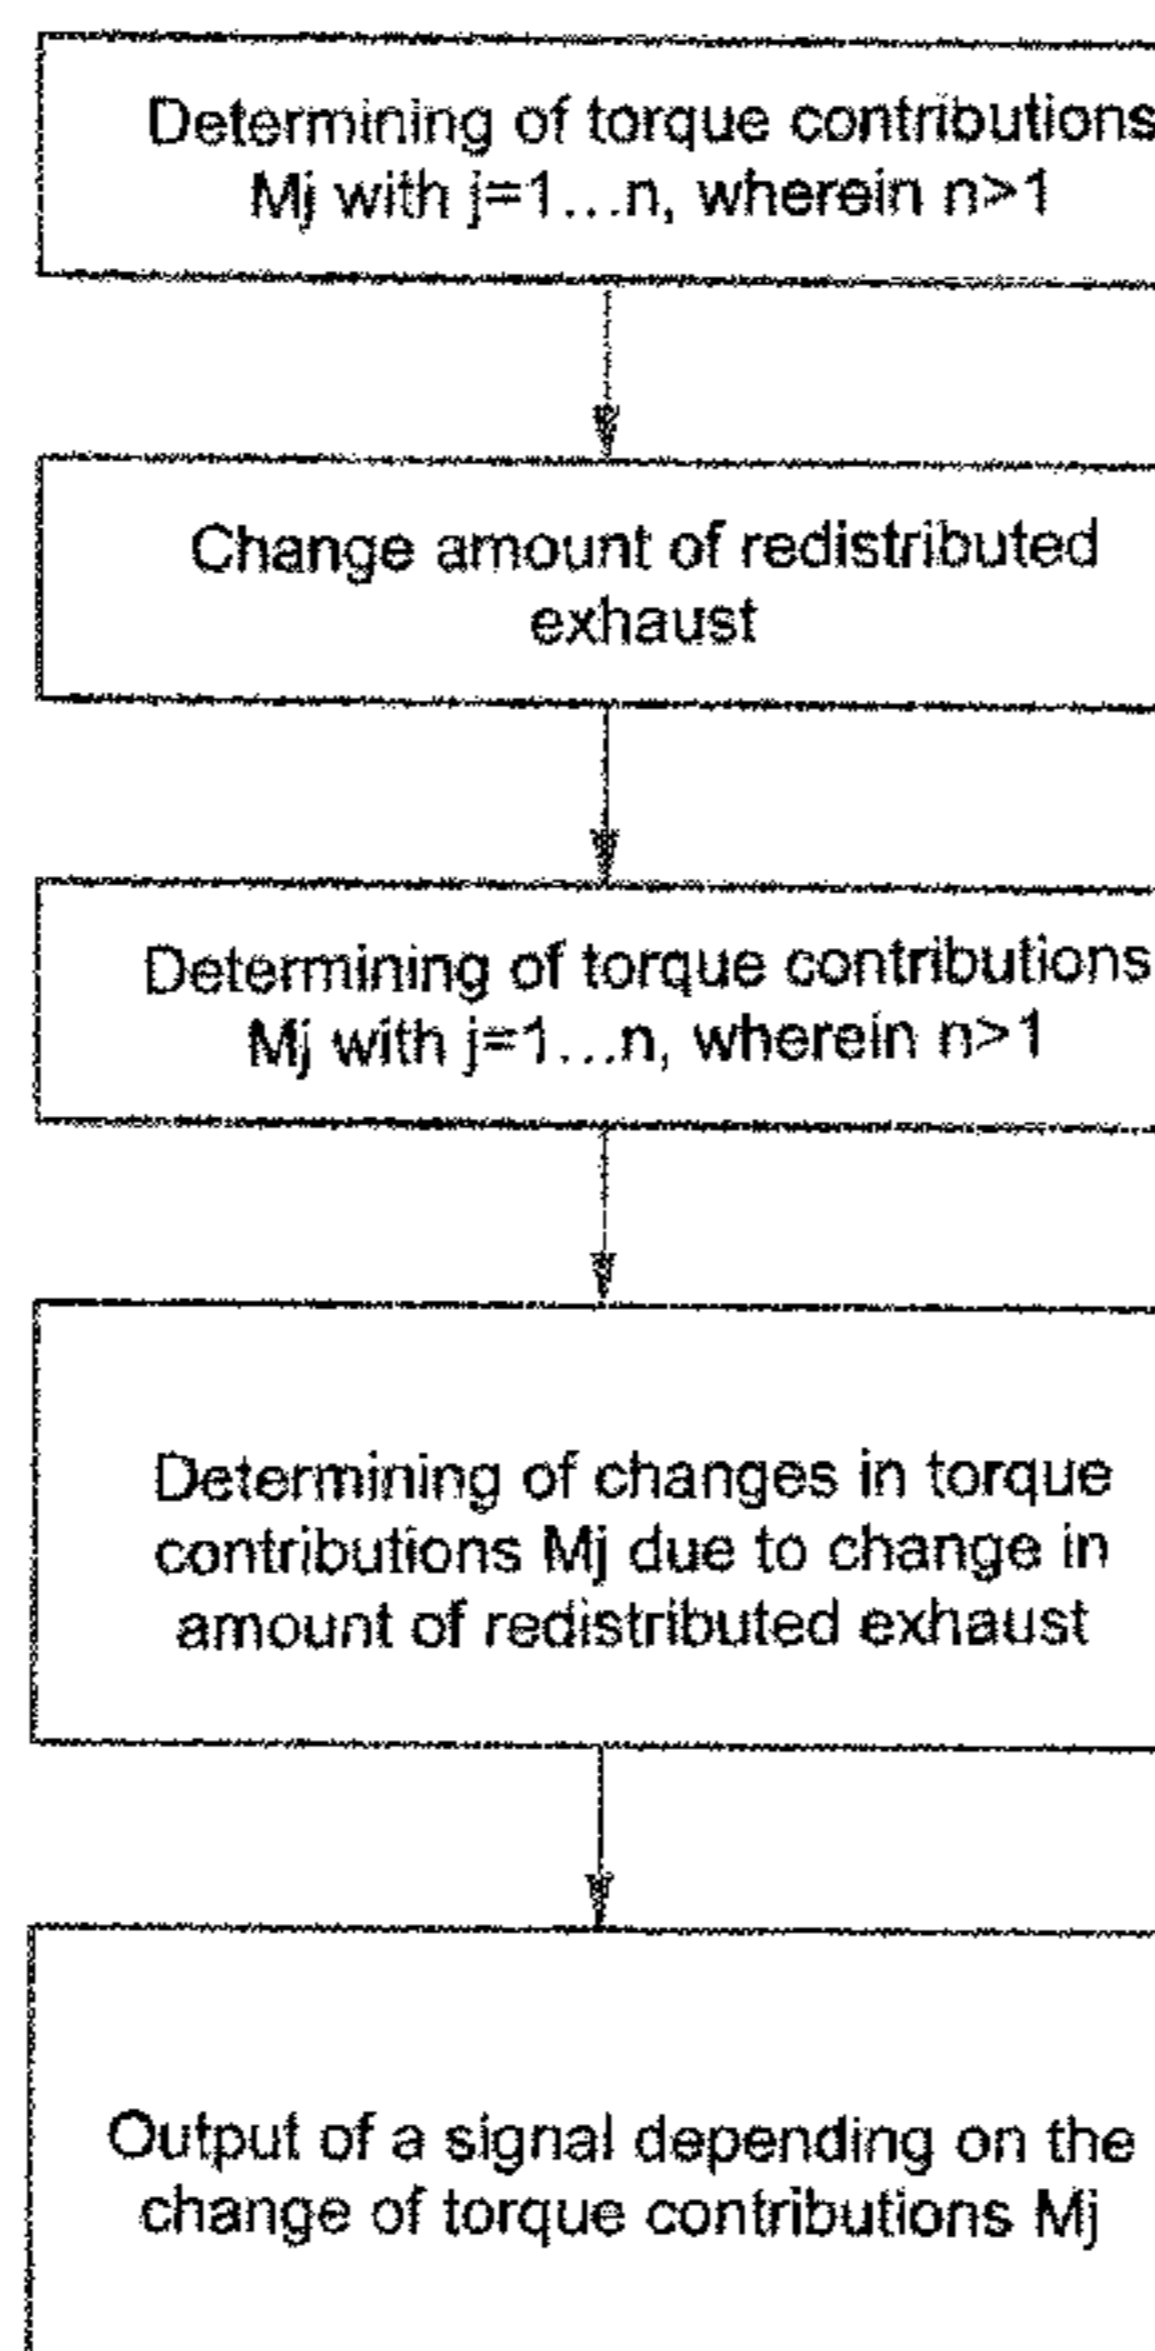 Determining of torque contributions
Mj with j=1...n, wherein n>1
Change amount of redistributed
exhaust
Determining of torque contributions
Mj with j=1...n, wherein n>1
Determining of changes in torque
contributions Mj due to change in
amount of redistributed exhaust
Output of a signal depending on the
change of torque contributions Mj